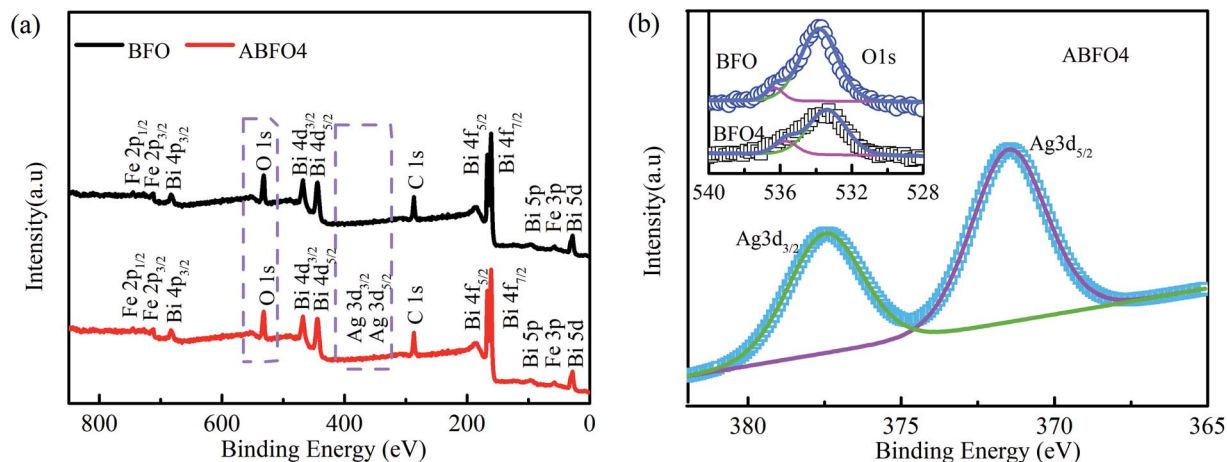 (a)
BFO ABFO4
Fe 2p1/2
Fe 2p3/2
Bi 4p3/2
O 1s
Bi 4d3/2
Bi 4d5/2
C 1s
Bi 4f5/2
Bi 4f7/2
Bi 5p
Fe 3p
Bi 5d
Fe 2p1/2
Fe 2p3/2
Bi 4p3/2
O 1s
Bi 4d3/2
Bi 4d5/2
Ag 3d3/2
Ag 3d5/2
C 1s
Bi 4f5/2
Bi 4f7/2
Bi 5p
Fe 3p
Bi 5d
Intensity(a.u)
800 600 400 200 0
Binding Energy (eV)
(b)
BFO
O1s
BFO4
540 536 532 528
ABFO4
Ag3d5/2
Ag3d3/2
Intensity(a.u)
380 375 370 365
Binding Energy (eV)